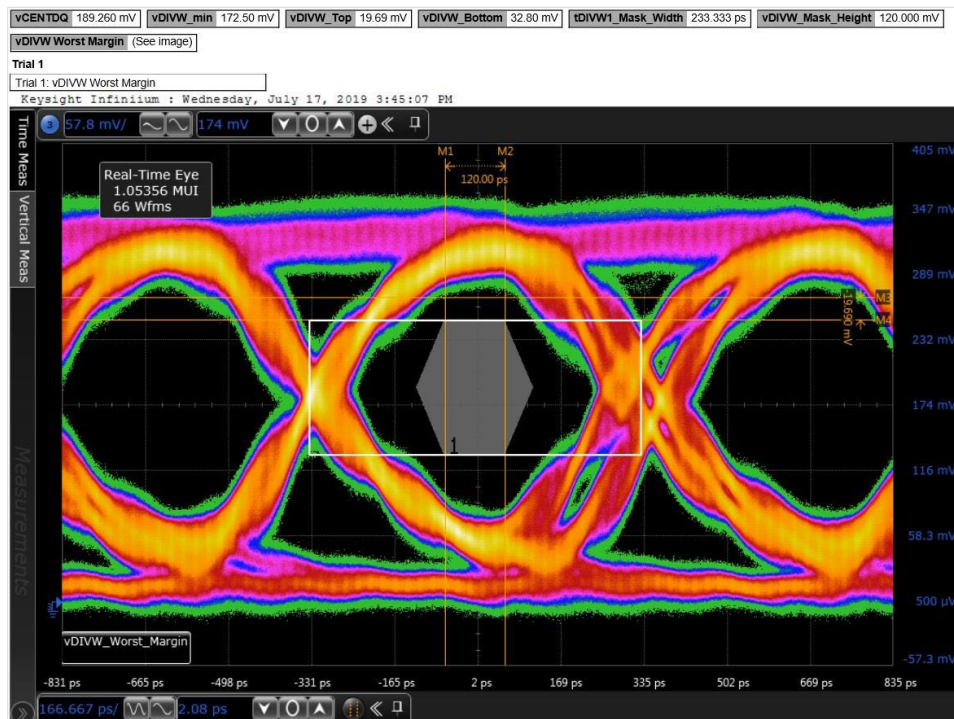 vCENTDQ 189.260 mV vDIVW_min 172.50 mV vDIVW_Top 19.69 mV vDIVW_Bottom 32.80 mV tDIVW1_Mask_Width 233.333 ps vDIVW_Mask_Height 120.000 mV
vDIVW Worst Margin (See image)
Trial 1
Trial 1: vDIVW Worst Margin
Keysight Infiniium : Wednesday, July 17, 2019 3:45:07 PM
3 57.8 mV/ 174 mV
Time Meas
Vertical Meas
Measurements
M1 M2
120.00 ps
Real-Time Eye
1.05356 MUI
66 Wfms
405 mV
347 mV
289 mV
M3
19.690 mV
M4
232 mV
174 mV
1
116 mV
58.3 mV
500 µV
-57.3 mV
vDIVW_Worst_Margin
-831 ps -665 ps -498 ps -331 ps -165 ps 2 ps 169 ps 335 ps 502 ps 669 ps 835 ps
166.667 ps/ 2.08 ps